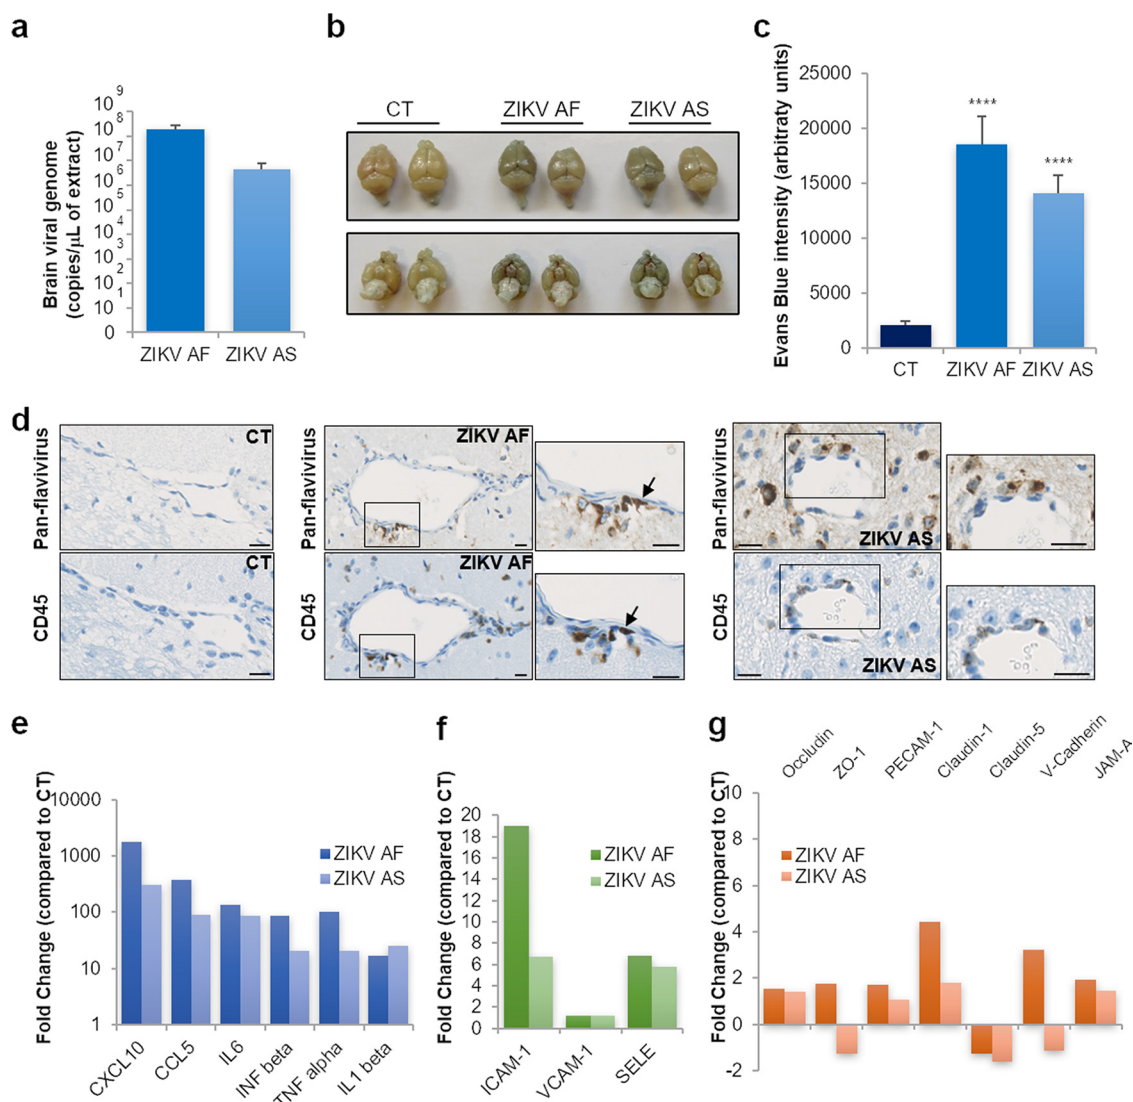 a
Brain viral genome
(copies/μL of extract)
10^9
10^8
10^7
10^6
10^5
10^4
10^3
10^2
10^1
0
ZIKV AF
ZIKV AS
b
CT
ZIKV AF
ZIKV AS
c
Evans Blue intensity (arbitraty units)
25000
20000
15000
10000
5000
0
****
****
CT
ZIKV AF
ZIKV AS
d
Pan-flavivirus
CT
Pan-flavivirus
ZIKV AF
Pan-flavivirus
ZIKV AS
CD45
CT
CD45
ZIKV AF
CD45
ZIKV AS
e
Fold Change (compared to CT)
10000
1000
100
10
1
ZIKV AF
ZIKV AS
CXCL10
CCL5
IL6
INF beta
TNF alpha
IL1 beta
f
Fold Change (compared to CT)
20
18
16
14
12
10
8
6
4
2
0
ZIKV AF
ZIKV AS
ICAM-1
VCAM-1
SELE
g
Occludin
ZO-1
PECAM-1
Claudin-1
Claudin-5
V-Cadherin
JAM-A
Fold Change (compared to CT)
10
8
6
4
2
0
-2
ZIKV AF
ZIKV AS